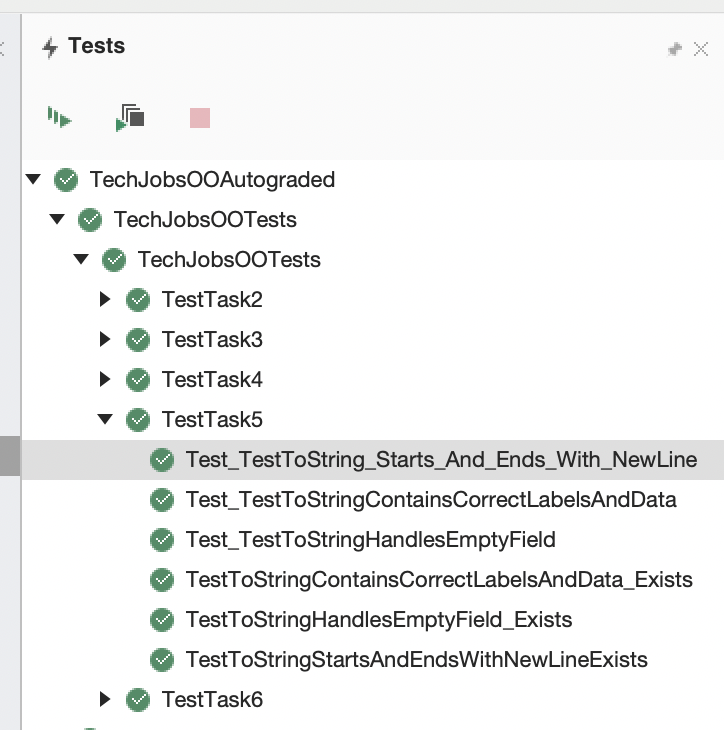 Tests
TechJobsOOAutograded
TechJobsOOTests
TechJobsOOTests
TestTask2
TestTask3
TestTask4
TestTask5
Test_TestToString_Starts_And_Ends_With_NewLine
Test_TestToStringContainsCorrectLabelsAndData
Test_TestToStringHandlesEmptyField
TestToStringContainsCorrectLabelsAndData_Exists
TestToStringHandlesEmptyField_Exists
TestToStringStartsAndEndsWithNewLineExists
TestTask6